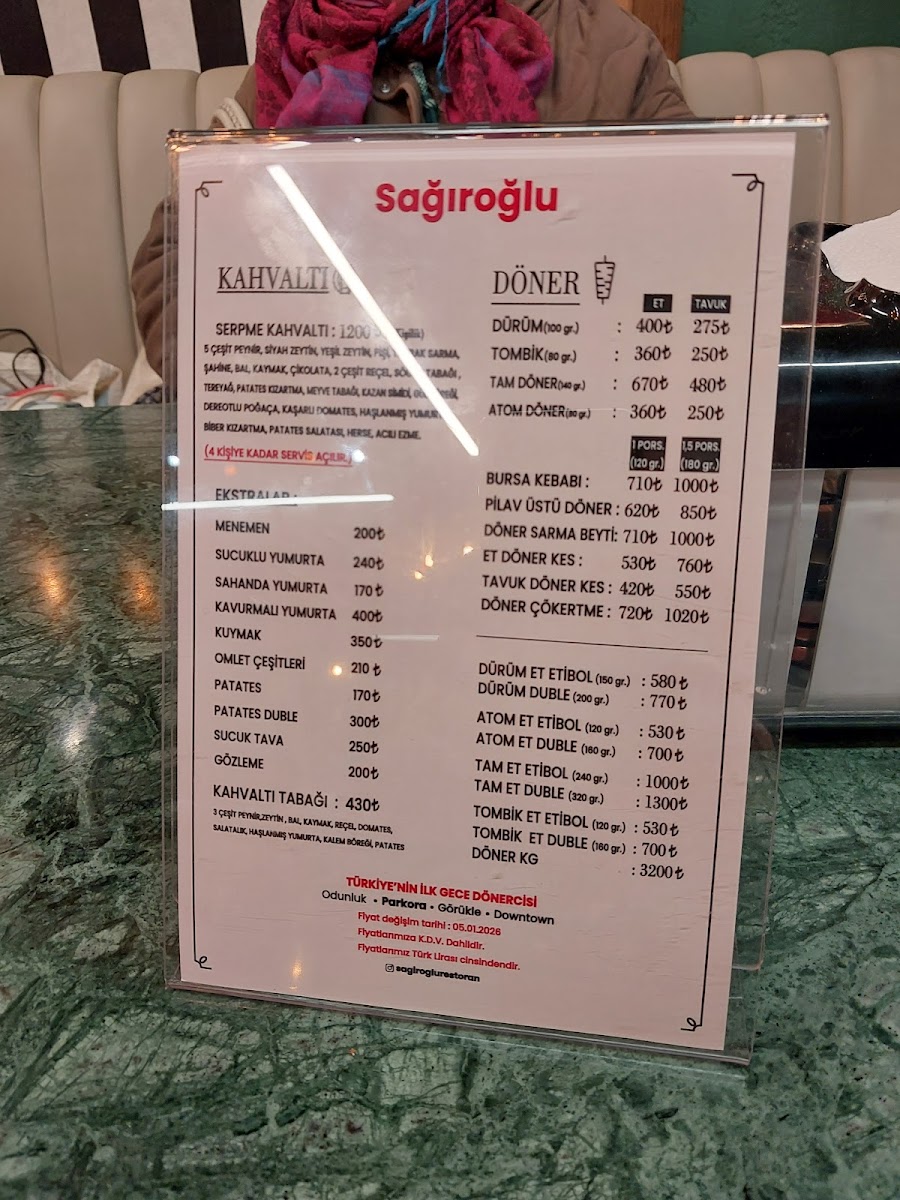 Sağıroğlu
KAHVALTI
SERPME KAHVALTI : 1200
5 ÇEŞİT PEYNİR, SİYAH ZEYTİN, YEŞİL ZEYTİN, PİŞİ, SARMA,
ŞAHİNE, BAL, KAYMAK, ÇİKOLATA, 2 ÇEŞİT REÇEL, TABAĞI ,
TEREYAĞ, PATATES KIZARTMA, MEYVE TABAĞI, KAZAN SİMİDİ,
DEREOTLU POĞAÇA, KAŞARLI DOMATES, HAŞLANMIŞ YUMURTA
BİBER KIZARTMA, PATATES SALATASI, HERSE, ACILI EZME.
(4 KİŞİYE KADAR SERVİS AÇILIR.)
EKSTRALAR :
MENEMEN 200₺
SUCUKLU YUMURTA 240₺
SAHANDA YUMURTA 170₺
KAVURMALI YUMURTA 400₺
KUYMAK 350₺
OMLET ÇEŞİTLERİ 210 ₺
PATATES 170₺
PATATES DUBLE 300₺
SUCUK TAVA 250₺
GÖZLEME 200₺
KAHVALTI TABAĞI : 430₺
3 ÇEŞİT PEYNİR,ZEYTİN , BAL, KAYMAK, REÇEL, DOMATES,
SALATALIK, HAŞLANMIŞ YUMURTA, KALEM BÖREĞİ, PATATES
DÖNER
ET TAVUK
DÜRÜM(100 gr.) : 400₺ 275₺
TOMBİK(80 gr.) : 360₺ 250₺
TAM DÖNER(140 gr.) : 670₺ 480₺
ATOM DÖNER(80 gr.) : 360₺ 250₺
1 PORS. 1,5 PORS.
(120 gr.) (180 gr.)
BURSA KEBABI : 710₺ 1000₺
PİLAV ÜSTÜ DÖNER : 620₺ 850₺
DÖNER SARMA BEYTİ: 710₺ 1000₺
ET DÖNER KES : 530₺ 760₺
TAVUK DÖNER KES : 420₺ 550₺
DÖNER ÇÖKERTME : 720₺ 1020₺
DÜRÜM ET ETİBOL (150 gr.) : 580 ₺
DÜRÜM DUBLE (200 gr.) : 770 ₺
ATOM ET ETİBOL (120 gr.) : 530 ₺
ATOM ET DUBLE (160 gr.) : 700 ₺
TAM ET ETİBOL (240 gr.) : 1000₺
TAM ET DUBLE (320 gr.) : 1300₺
TOMBİK ET ETİBOL (120 gr.) : 530 ₺
TOMBİK ET DUBLE (160 gr.) : 700 ₺
DÖNER KG : 3200 ₺
TÜRKİYE'NİN İLK GECE DÖNERCİSİ
Odunluk • Parkora • Görükle • Downtown
Fiyat değişim tarihi : 05.01.2026
Fiyatlarımıza K.D.V. Dahildir.
Fiyatlarımız Türk Lirası cinsindendir.
sagiroglurestoran